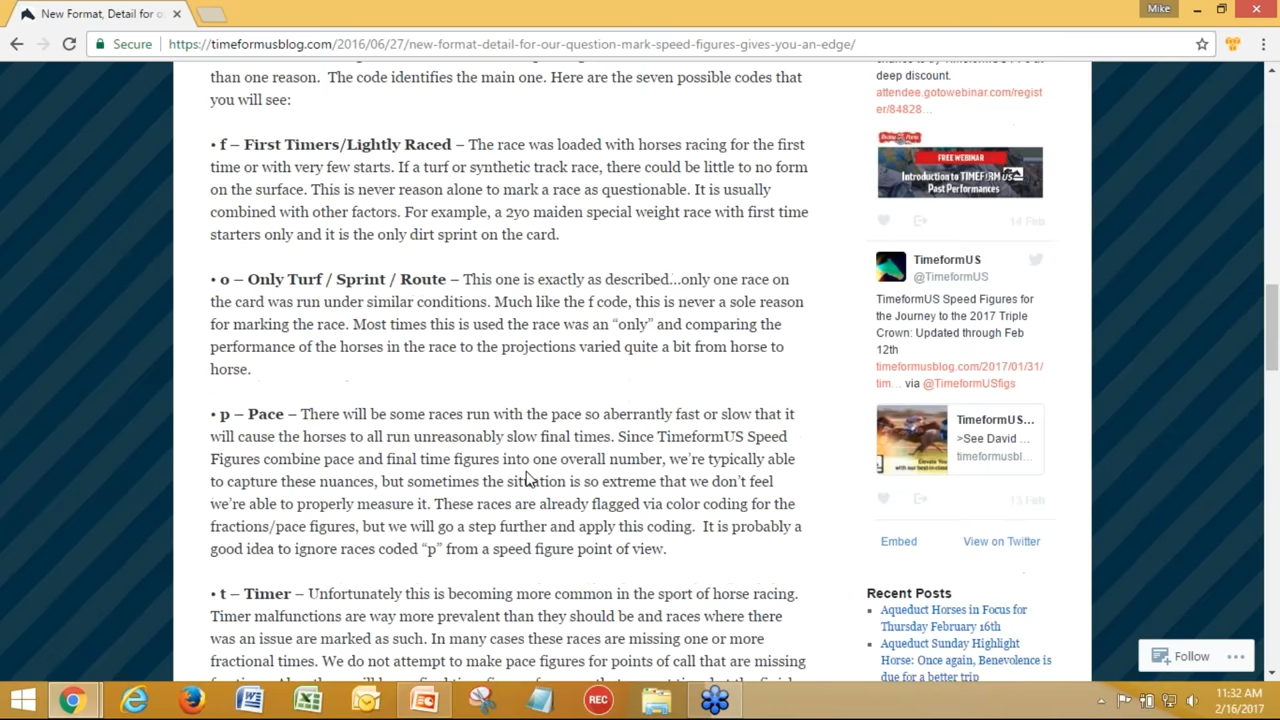 New Format, Detail for o
Mike
Secure
https://timeformusblog.com/2016/06/27/new-format-detail-for-our-question-mark-speed-figures-gives-you-an-edge/
than one reason. The code identifies the main one. Here are the seven possible codes that
you will see:
• f – First Timers/Lightly Raced – The race was loaded with horses racing for the first
time or with very few starts. If a turf or synthetic track race, there could be little to no form
on the surface. This is never reason alone to mark a race as questionable. It is usually
combined with other factors. For example, a 2yo maiden special weight race with first time
starters only and it is the only dirt sprint on the card.
• o – Only Turf / Sprint / Route – This one is exactly as described…only one race on
the card was run under similar conditions. Much like the f code, this is never a sole reason
for marking the race. Most times this is used the race was an “only” and comparing the
performance of the horses in the race to the projections varied quite a bit from horse to
horse.
• p – Pace – There will be some races run with the pace so aberrantly fast or slow that it
will cause the horses to all run unreasonably slow final times. Since TimeformUS Speed
Figures combine pace and final time figures into one overall number, we’re typically able
to capture these nuances, but sometimes the situation is so extreme that we don’t feel
we’re able to properly measure it. These races are already flagged via color coding for the
fractions/pace figures, but we will go a step further and apply this coding. It is probably a
good idea to ignore races coded “p” from a speed figure point of view.
• t – Timer – Unfortunately this is becoming more common in the sport of horse racing.
Timer malfunctions are way more prevalent than they should be and races where there
was an issue are marked as such. In many cases these races are missing one or more
fractional times. We do not attempt to make pace figures for points of call that are missing
deep discount.
attendee.gotowebinar.com/regist
er/84828…
FREE WEBINAR
Introduction to TIMEFORMUS
Past Performances
14 Feb
TimeformUS
@TimeformUS
TimeformUS Speed Figures for
the Journey to the 2017 Triple
Crown: Updated through Feb
12th
timeformusblog.com/2017/01/31/
tim… via @TimeformUSfigs
TimeformUS…
>See David …
timeformusbl…
13 Feb
Embed
View on Twitter
Recent Posts
Aqueduct Horses in Focus for
Thursday February 16th
Aqueduct Sunday Highlight
Horse: Once again, Benevolence is
due for a better trip
Follow
REC
11:32 AM
2/16/2017